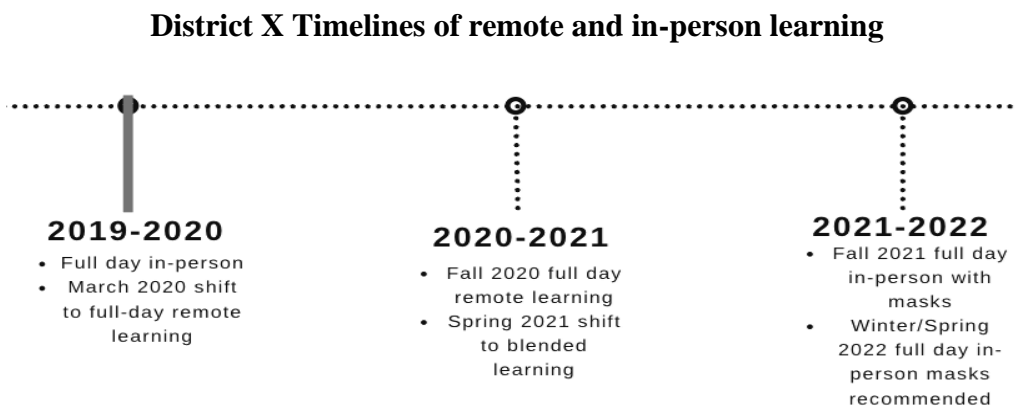 District X Timelines of remote and in-person learning
2019-2020
• Full day in-person
• March 2020 shift
to full-day remote
learning
2020-2021
• Fall 2020 full day
remote learning
• Spring 2021 shift
to blended
learning
2021-2022
• Fall 2021 full day
in-person with
masks
• Winter/Spring
2022 full day in-
person masks
recommended